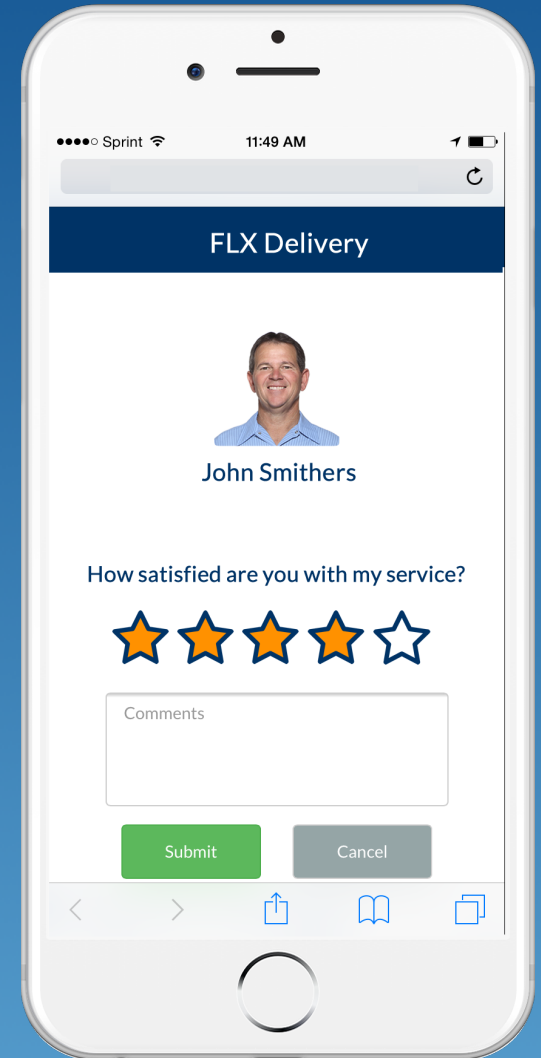 Sprint 11:49 AM
FLX Delivery
John Smithers
How satisfied are you with my service?
Comments
Submit Cancel